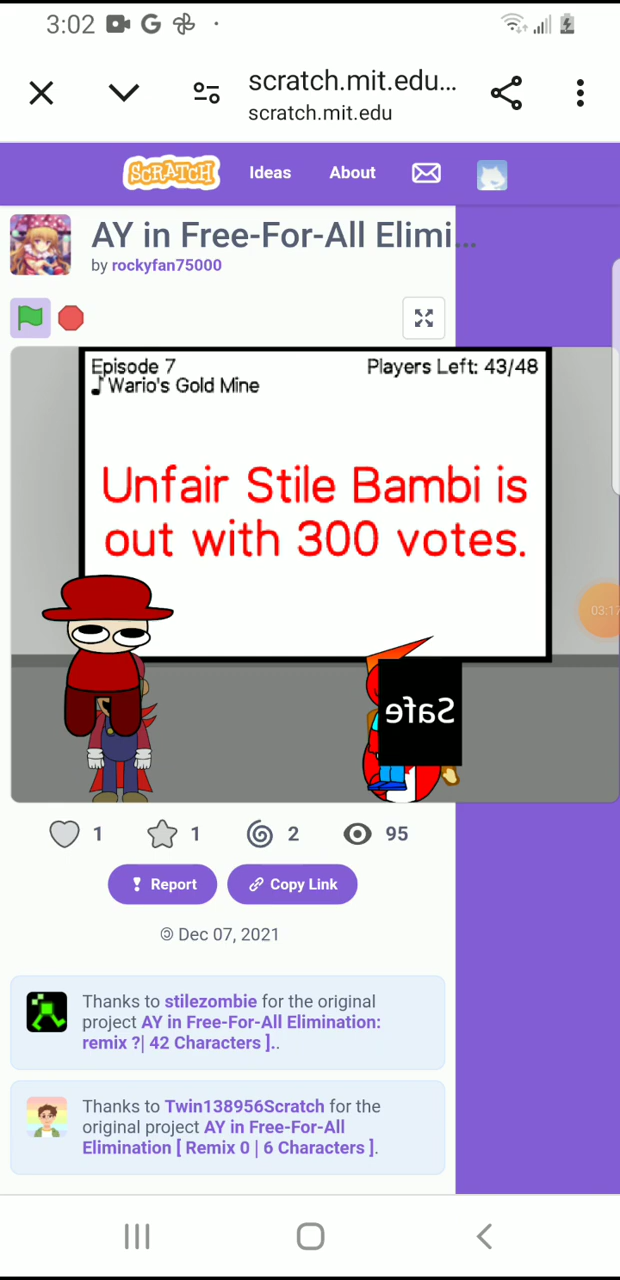 3:02
scratch.mit.edu...
scratch.mit.edu
SCRATCH
Ideas
About
AY in Free-For-All Elimi...
by rockyfan75000
Episode 7
Players Left: 43/48
Wario's Gold Mine
Unfair Stile Bambi is
out with 300 votes.
03:17
Safe
1
1
2
95
Report
Copy Link
Dec 07, 2021
Thanks to stilezombie for the original
project AY in Free-For-All Elimination:
remix ?| 42 Characters ]..
Thanks to Twin138956Scratch for the
original project AY in Free-For-All
Elimination [ Remix 0 | 6 Characters ].